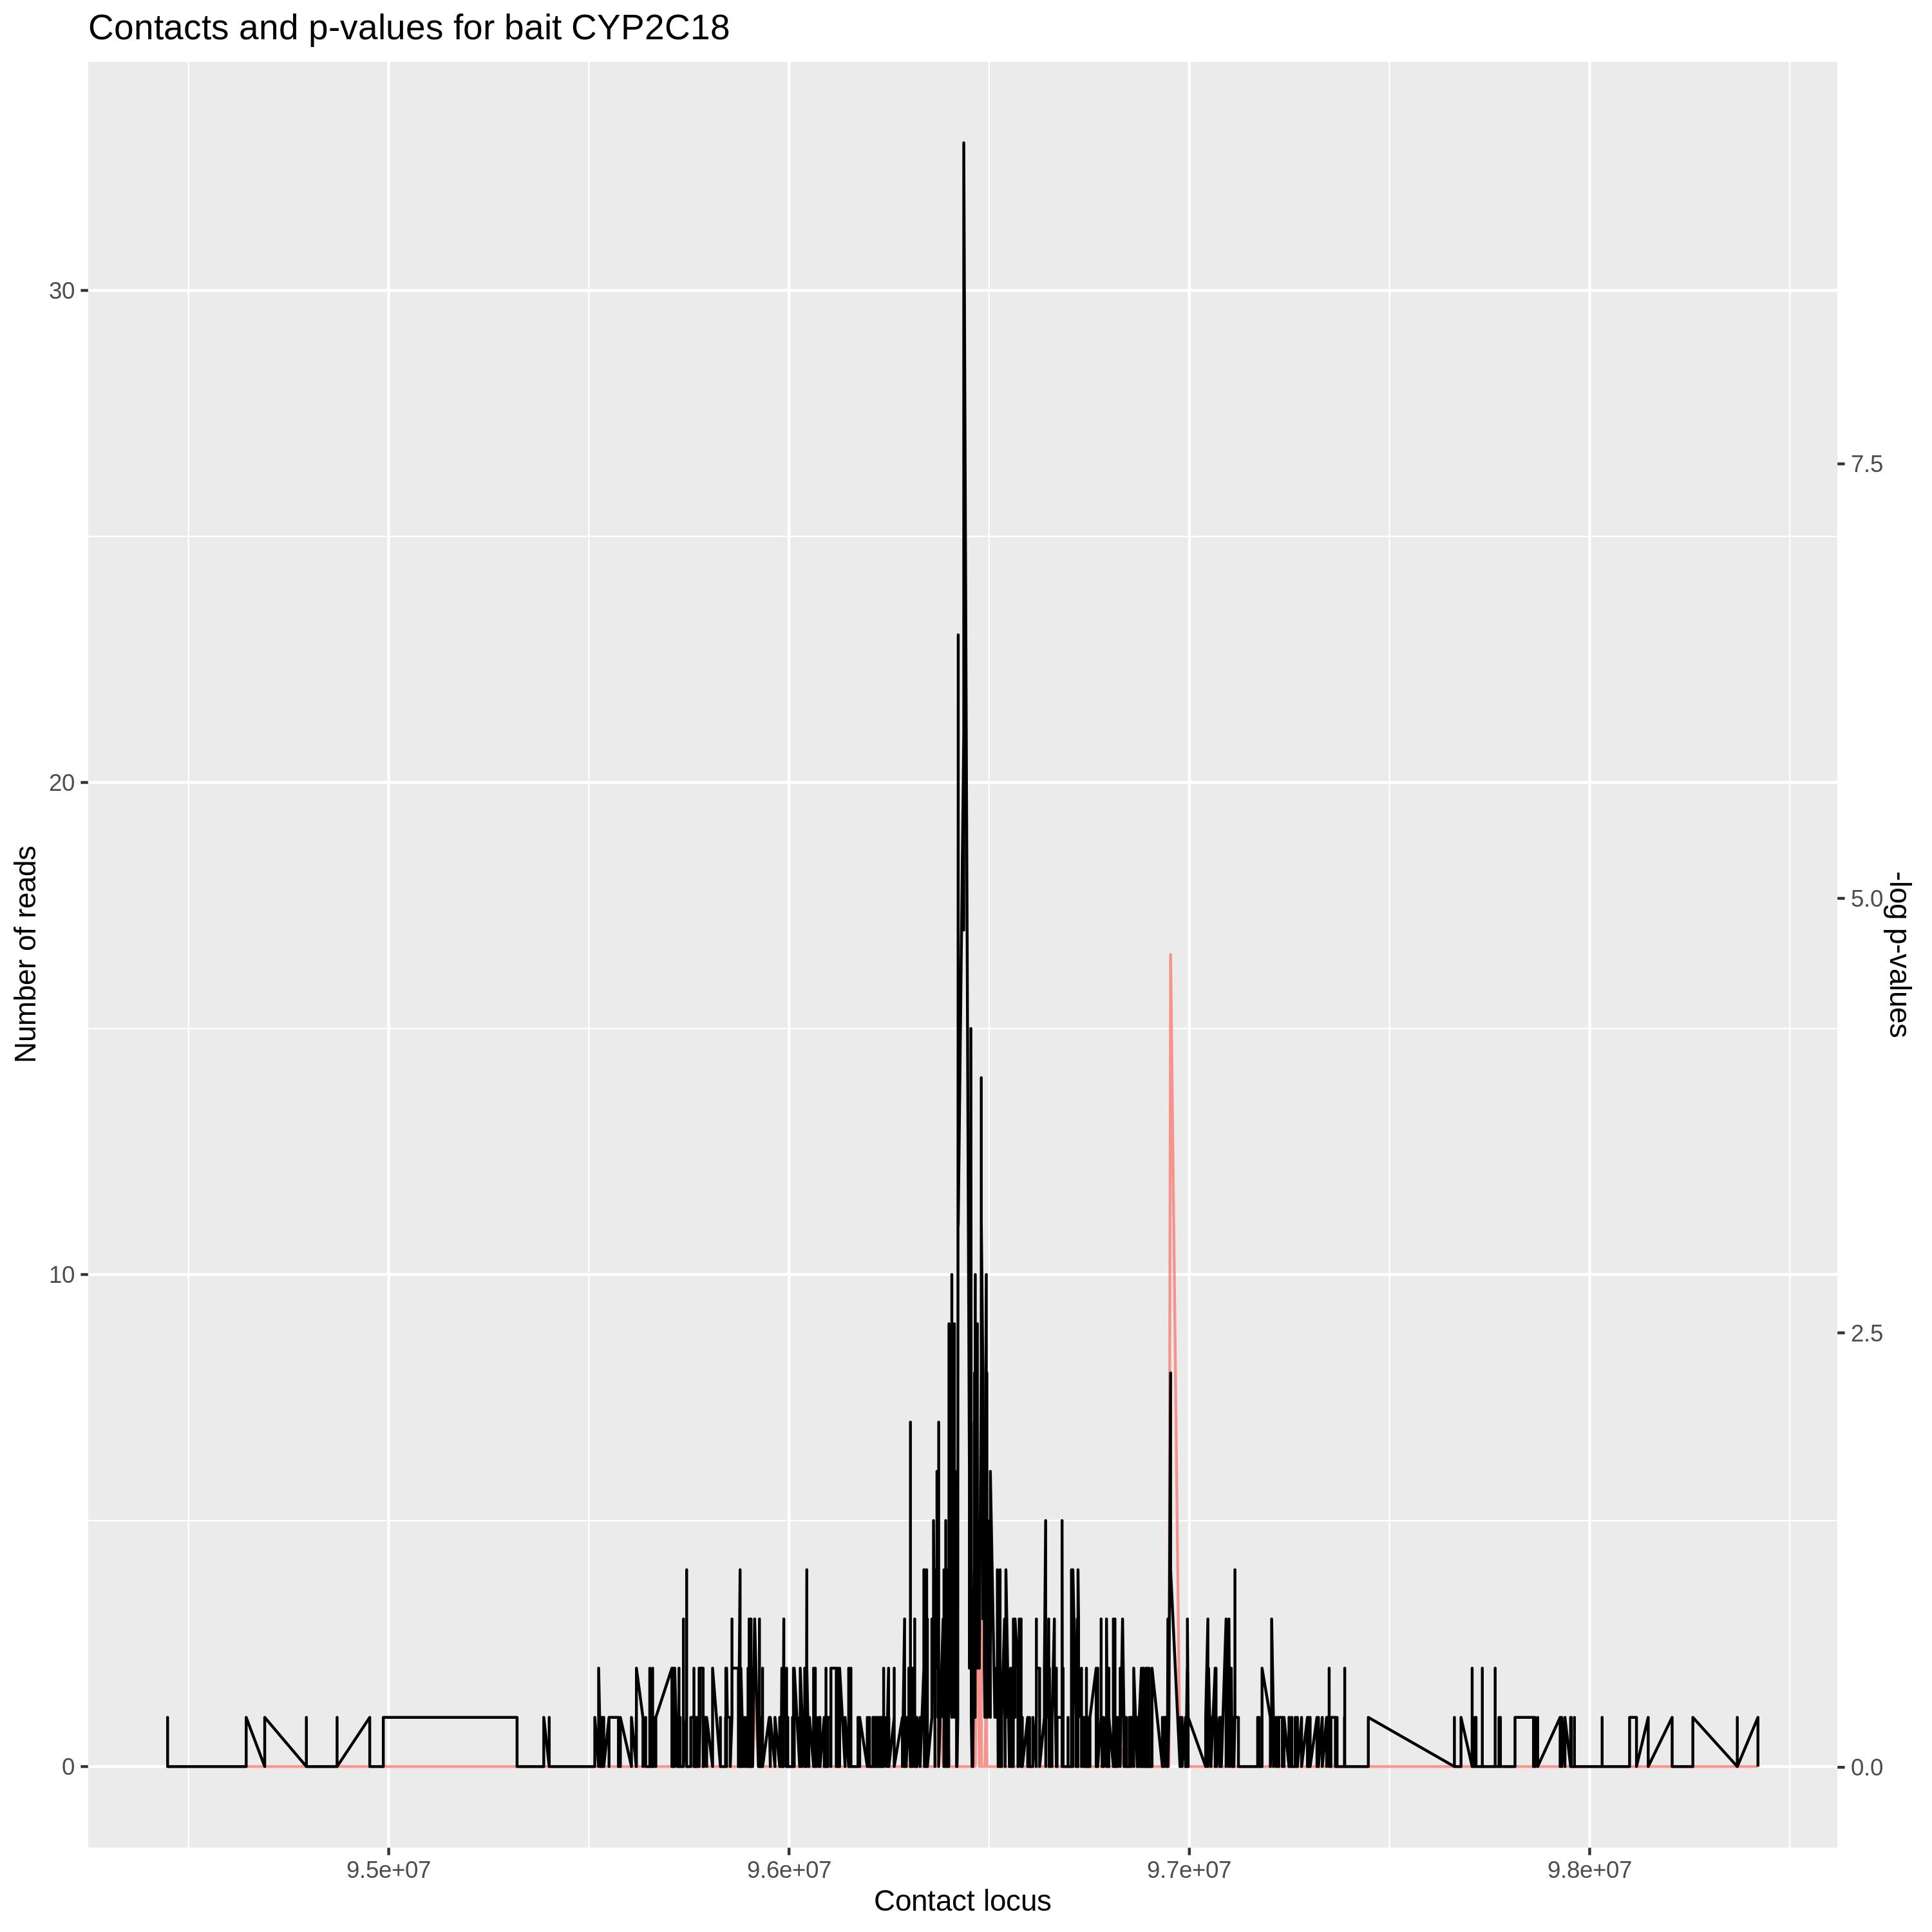 Contacts and p-values for bait CYP2C18
Number of reads
30
20
10
0
7.5
5.0
2.5
0.0
-log p-values
9.5e+07 9.6e+07 9.7e+07 9.8e+07
Contact locus